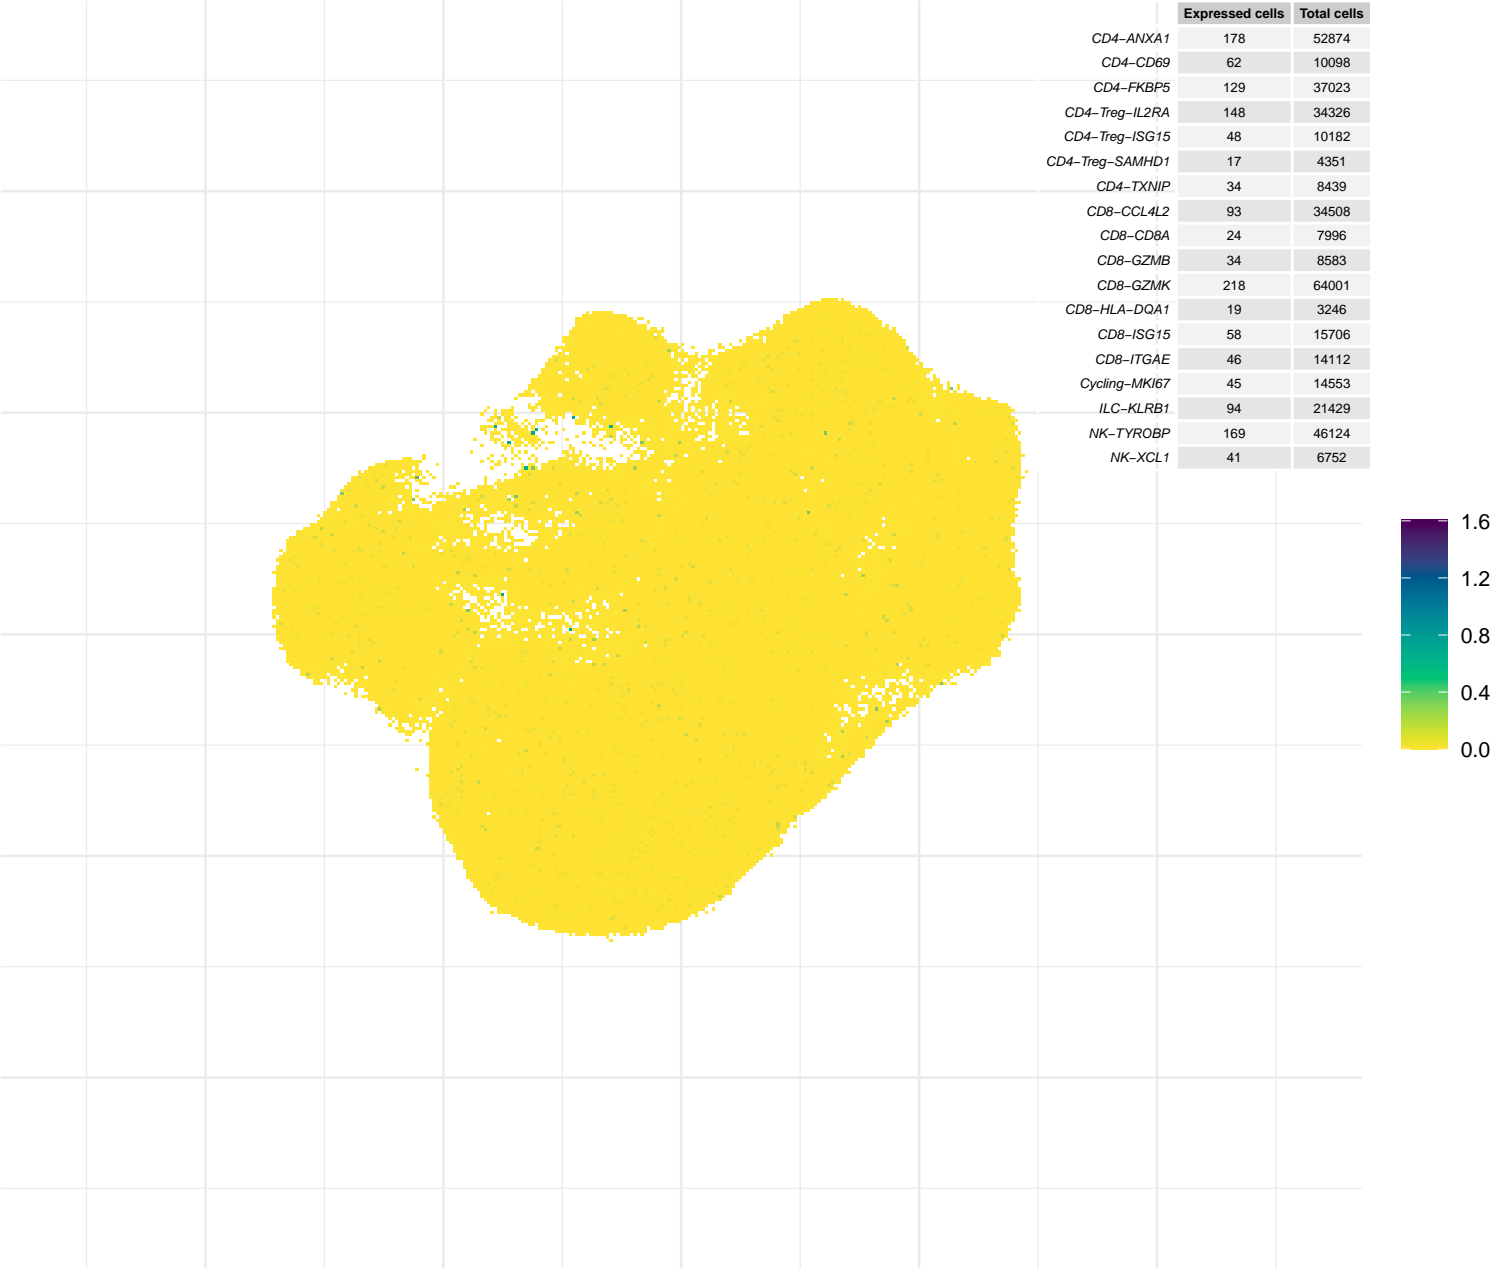 Expressed cells Total cells
CD4−ANXA1 178 52874
CD4−CD69 62 10098
CD4−FKBP5 129 37023
CD4−Treg−IL2RA 148 34326
CD4−Treg−ISG15 48 10182
CD4−Treg−SAMHD1 17 4351
CD4−TXNIP 34 8439
CD8−CCL4L2 93 34508
CD8−CD8A 24 7996
CD8−GZMB 34 8583
CD8−GZMK 218 64001
CD8−HLA−DQA1 19 3246
CD8−ISG15 58 15706
CD8−ITGAE 46 14112
Cycling−MKI67 45 14553
ILC−KLRB1 94 21429
NK−TYROBP 169 46124
NK−XCL1 41 6752
1.6
1.2
0.8
0.4
0.0